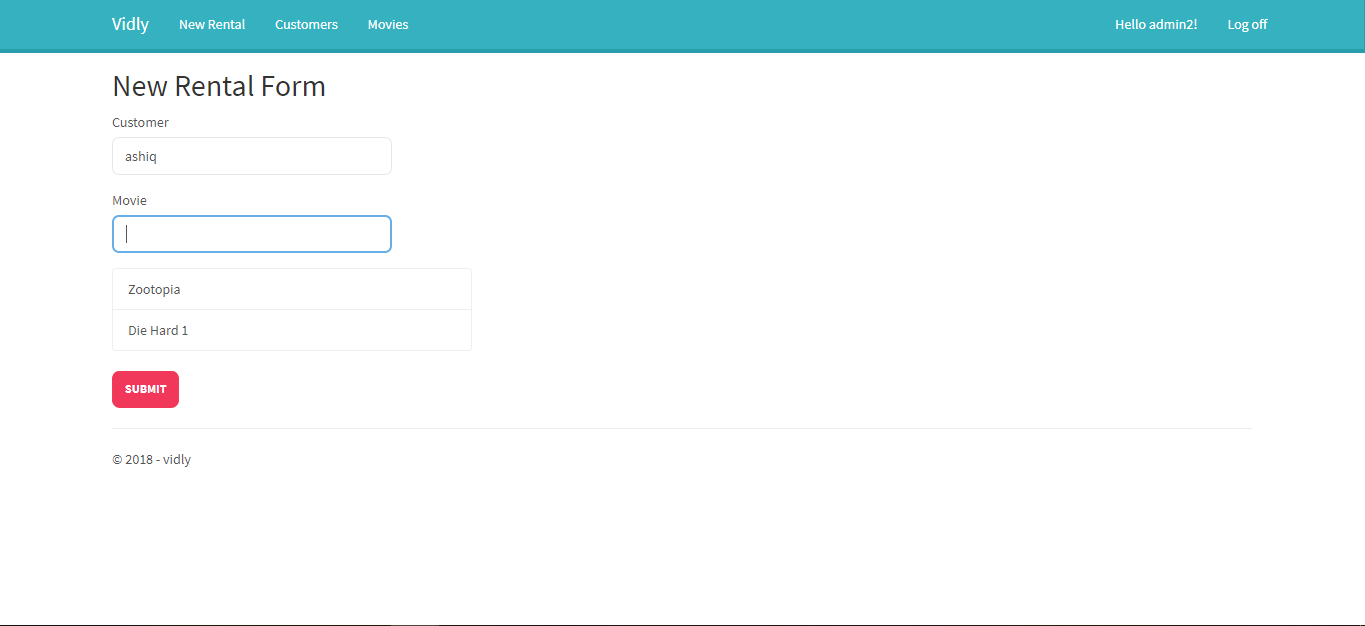 Vidly New Rental Customers Movies Hello admin2! Log off
New Rental Form
Customer
ashiq
Movie
Zootopia
Die Hard 1
SUBMIT
© 2018 - vidly